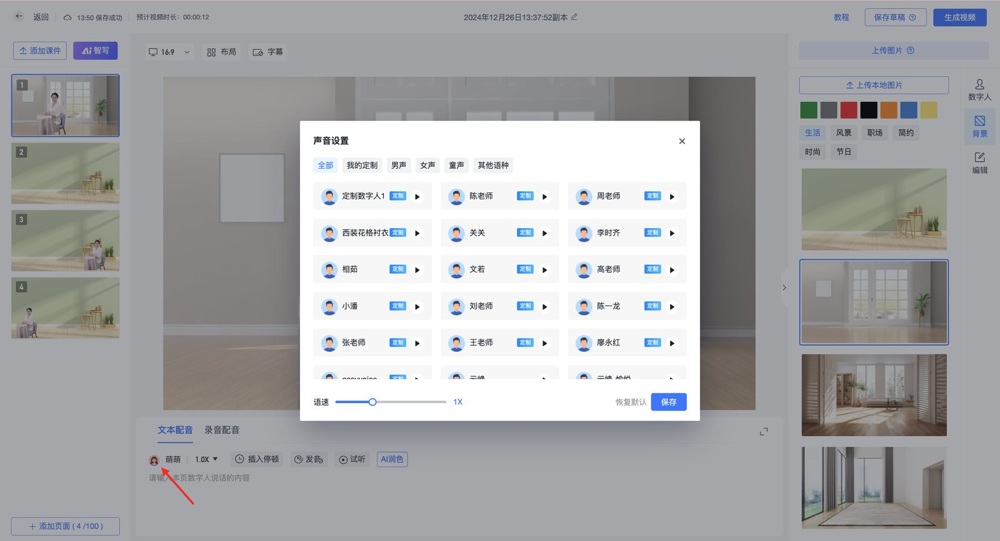 返回
13:50 保存成功
预计视频时长：00:00:12
2024年12月26日13:37:52副本
教程
保存草稿
生成视频
添加课件
Ai 智写
16:9
布局
字幕
上传图片
上传本地图片
数字人
背景
编辑
生活
风景
职场
简约
时尚
节日
1
2
3
4
声音设置
全部
我的定制
男声
女声
童声
其他语种
定制数字人1 定制
陈老师 定制
周老师 定制
西装花格衬衣 定制
关关 定制
李时齐 定制
相茹 定制
文若 定制
高老师 定制
小潘 定制
刘老师 定制
陈一龙 定制
张老师 定制
王老师 定制
廖永红 定制
定制
语速
1X
恢复默认
保存
文本配音
录音配音
萌萌
1.0X
插入停顿
发音
试听
AI润色
请输入本页数字人说话的内容
添加页面 ( 4 /100 )